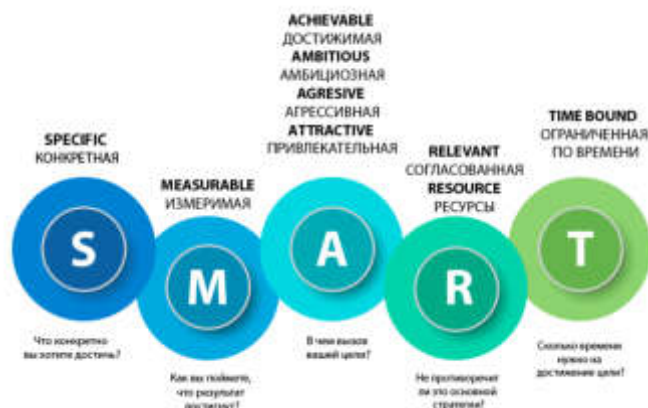 SPECIFIC
КОНКРЕТНАЯ
S
Что конкретно
вы хотите достичь?
MEASURABLE
ИЗМЕРИМАЯ
M
Как вы поймете,
что результат
достигнут?
ACHIEVABLE
ДОСТИЖИМАЯ
AMBITIOUS
АМБИЦИОЗНАЯ
AGRESIVE
АГРЕССИВНАЯ
ATTRACTIVE
ПРИВЛЕКАТЕЛЬНАЯ
A
В чем вызов
вашей цели?
RELEVANT
СОГЛАСОВАННАЯ
RESOURCE
РЕСУРСЫ
R
Не противоречит
ли это основной
стратегии?
TIME BOUND
ОГРАНИЧЕННАЯ
ПО ВРЕМЕНИ
T
Сколько времени
нужно на
достижение цели?